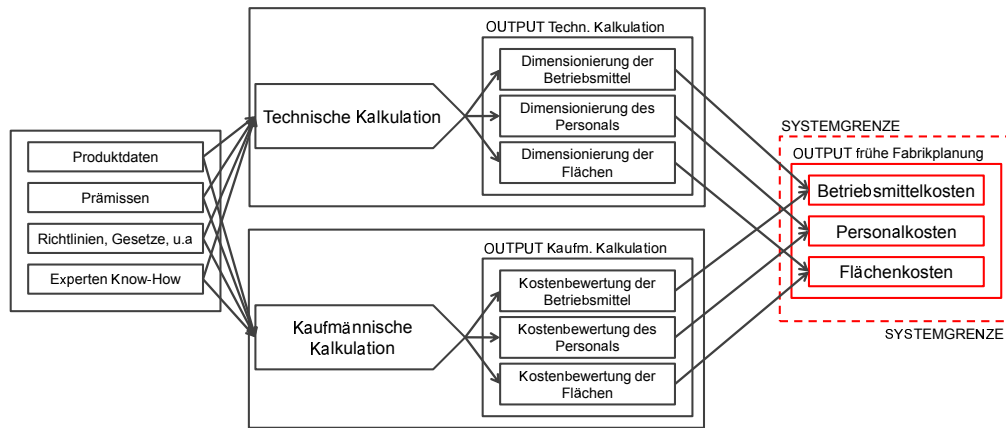 Produktdaten
Prämissen
Richtlinien, Gesetze, u.a
Experten Know-How
Technische Kalkulation
OUTPUT Techn. Kalkulation
Dimensionierung der
Betriebsmittel
Dimensionierung des
Personals
Dimensionierung der
Flächen
Kaufmännische
Kalkulation
OUTPUT Kaufm. Kalkulation
Kostenbewertung der
Betriebsmittel
Kostenbewertung des
Personals
Kostenbewertung der
Flächen
SYSTEMGRENZE
OUTPUT frühe Fabrikplanung
Betriebsmittelkosten
Personalkosten
Flächenkosten
SYSTEMGRENZE